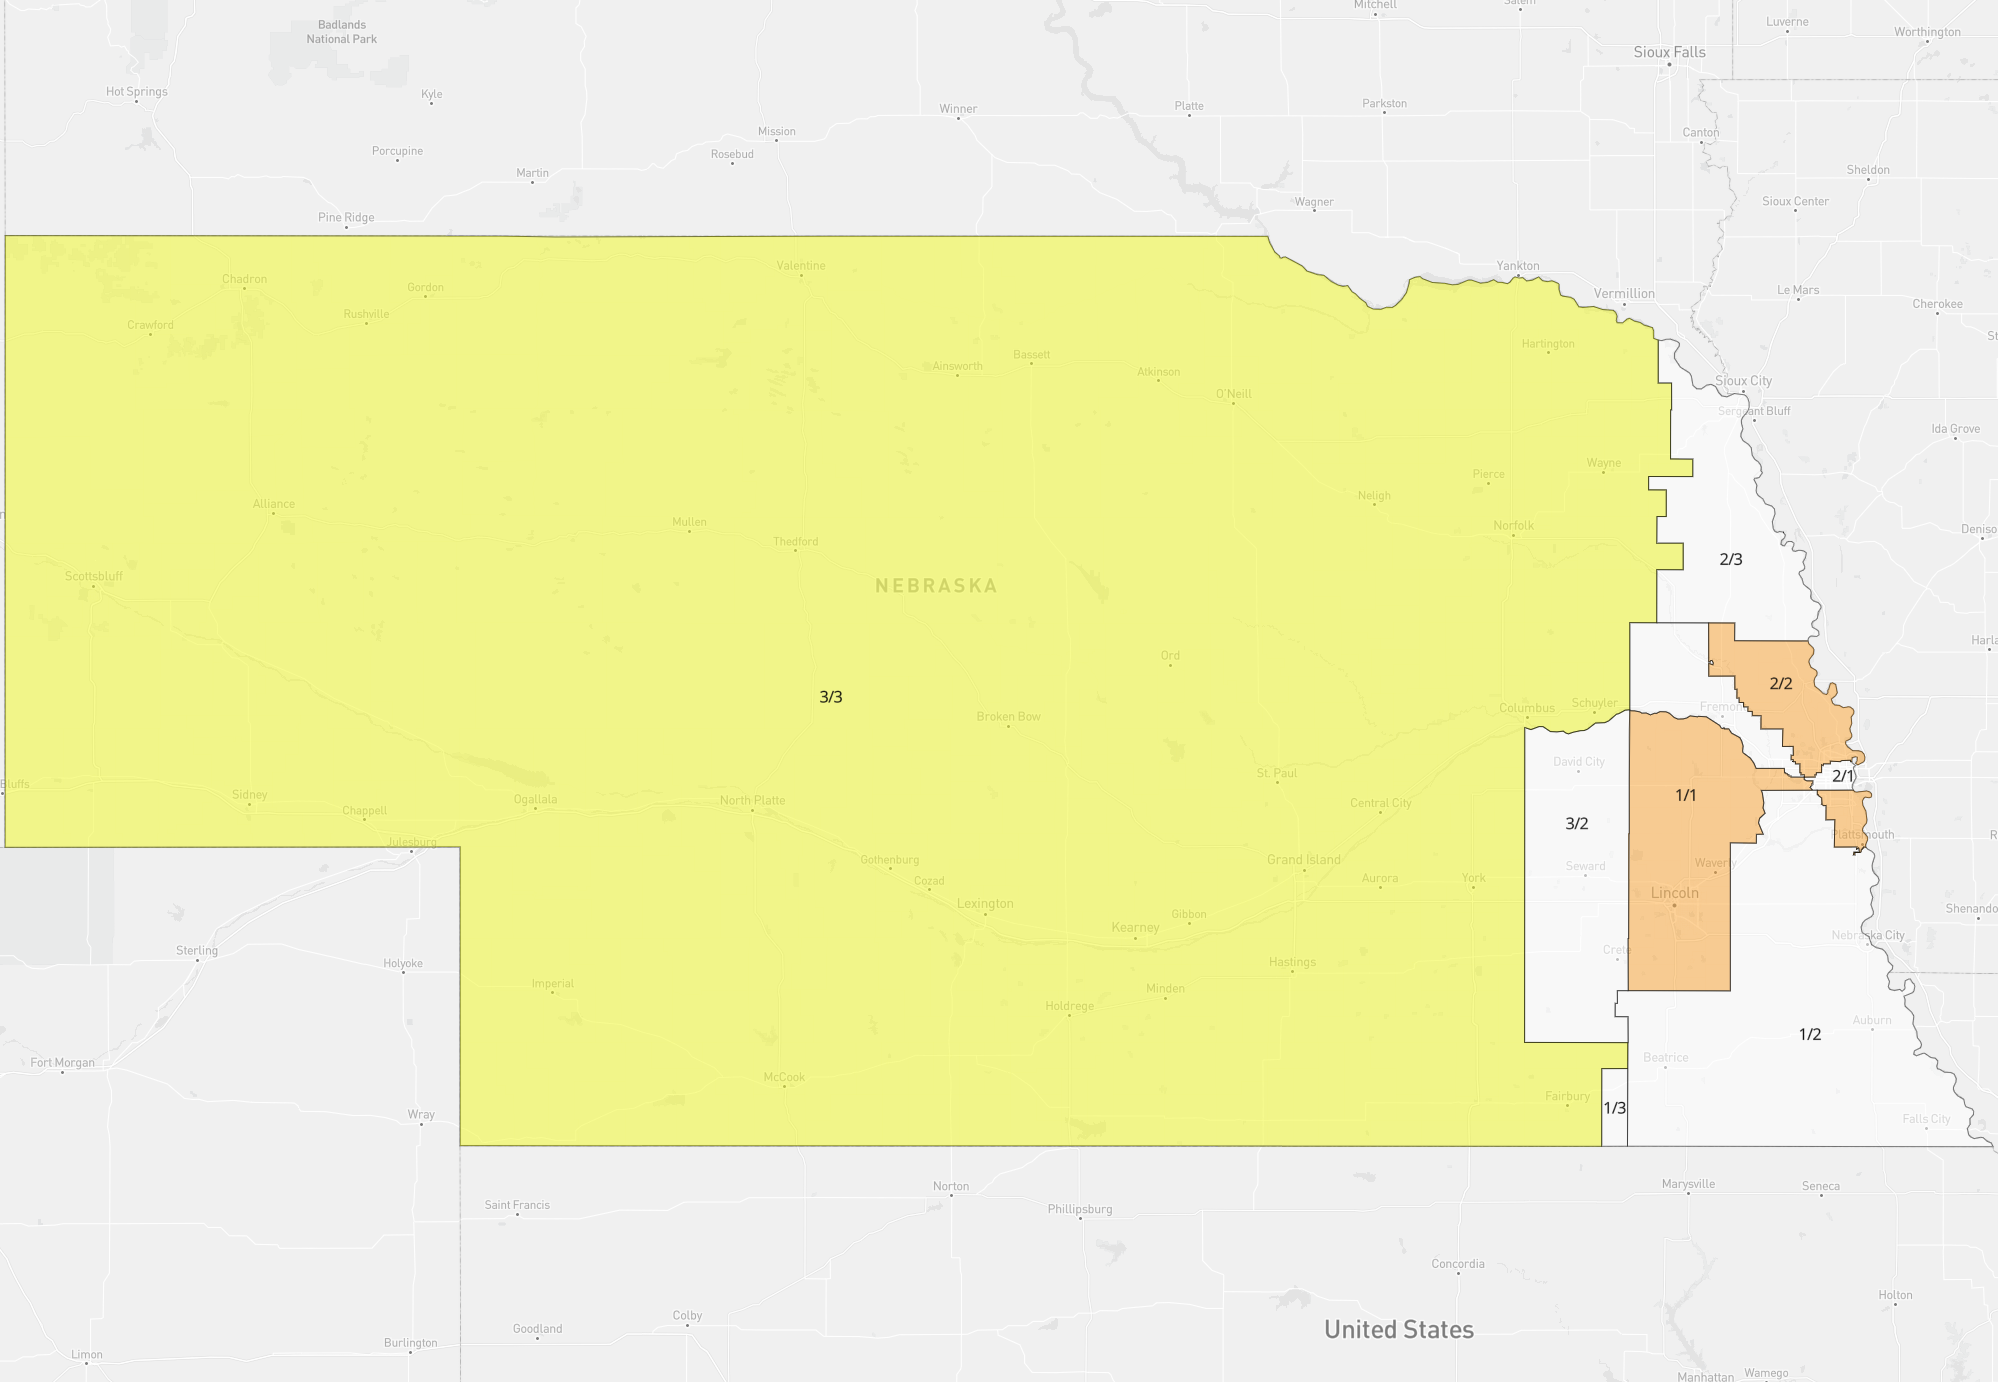 Badlands
National Park
Mitchell
Salem
Luverne
Worthington
Sioux Falls
Hot Springs
Kyle
Winner
Platte
Parkston
Mission
Canton
Porcupine
Rosebud
Martin
Sheldon
Wagner
Sioux Center
Pine Ridge
Valentine
Yankton
Chadron
Gordon
Vermillion
Le Mars
Cherokee
Rushville
Crawford
Hartington
St
Bassett
Ainsworth
Atkinson
Sioux City
O'Neill
Sergeant Bluff
Ida Grove
Wayne
Pierce
Neligh
Alliance
Mullen
Norfolk
Deniso
Thedford
2/3
Scottsbluff
NEBRASKA
Harla
Ord
2/2
3/3
Schuyler
Columbus
Fremon
Broken Bow
David City
St. Paul
2/1
Bluffs
Sidney
Chappell
Ogallala
North Platte
Central City
1/1
3/2
Plattsmouth
R
Julesburg
Gothenburg
Grand Island
Seward
Waverly
Cozad
Aurora
York
Lincoln
Lexington
Gibbon
Kearney
Shenando
Nebraska City
Sterling
Holyoke
Crete
Hastings
Imperial
Minden
Holdrege
Auburn
1/2
Fort Morgan
Beatrice
McCook
Fairbury
1/3
Wray
Falls City
Norton
Marysville
Seneca
Saint Francis
Phillipsburg
Concordia
Holton
Colby
Goodland
United States
Burlington
Limon
Manhattan
Wamego